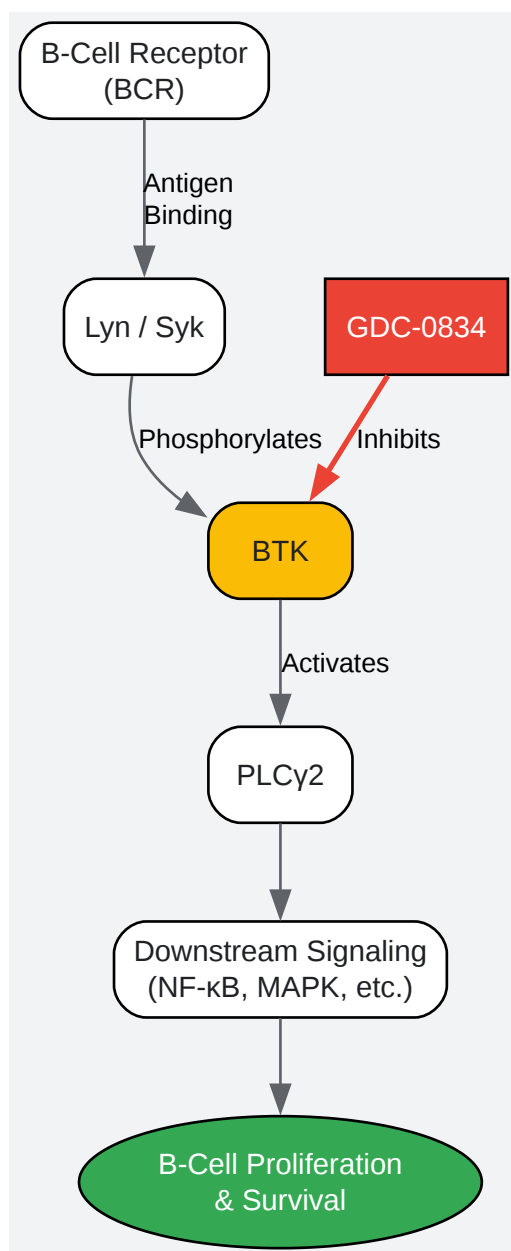 B-Cell Receptor
(BCR)
Antigen
Binding
Lyn / Syk
GDC-0834
Phosphorylates
Inhibits
BTK
Activates
PLCγ2
Downstream Signaling
(NF-κB, MAPK, etc.)
B-Cell Proliferation
& Survival